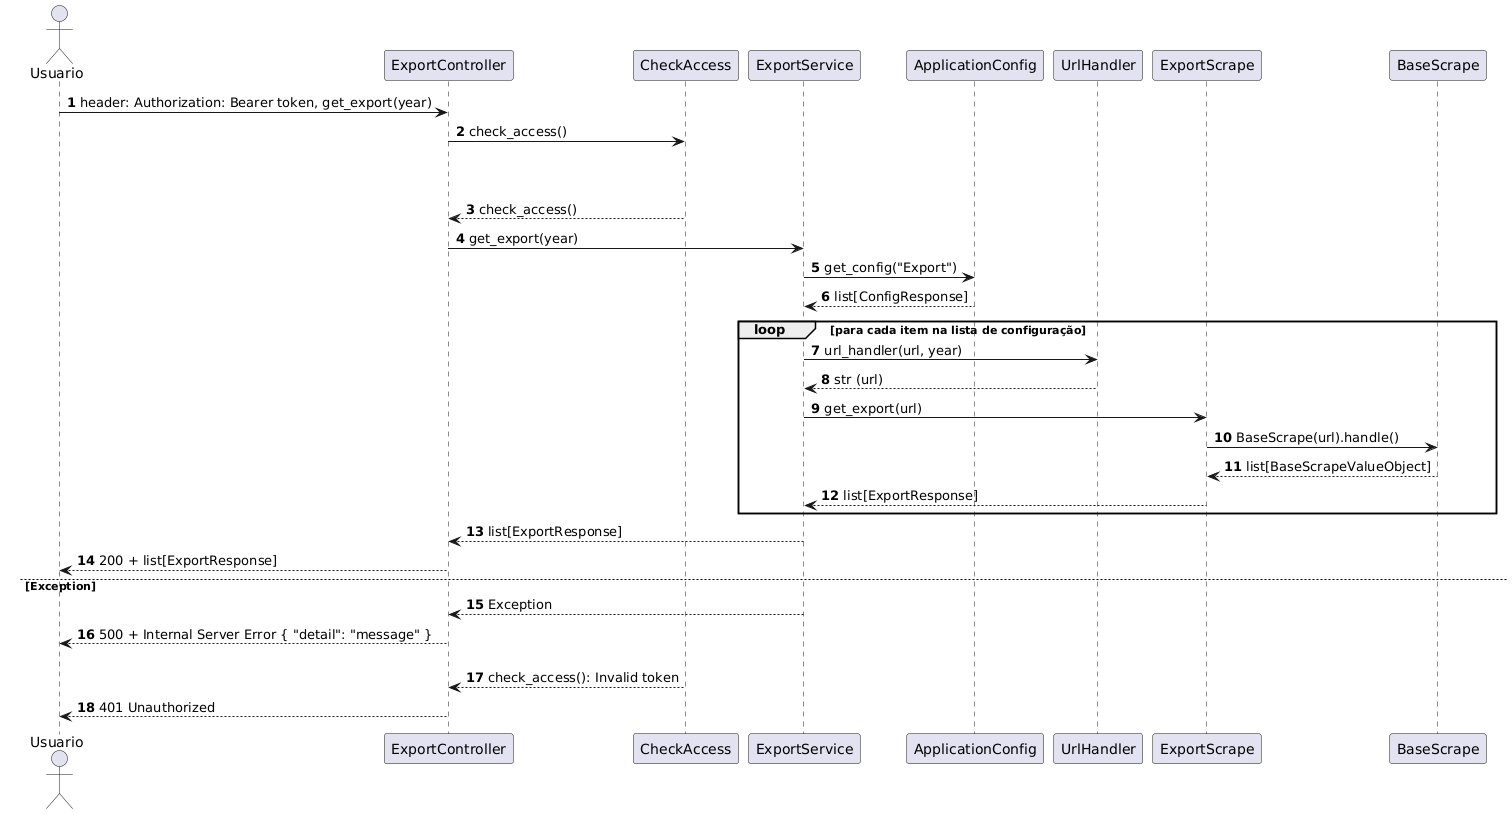 Usuario
ExportController
CheckAccess
ExportService
ApplicationConfig
UrlHandler
ExportScrape
BaseScrape
1 header: Authorization: Bearer token, get_export(year)
2 check_access()
3 check_access()
4 get_export(year)
5 get_config("Export")
6 list[ConfigResponse]
loop [para cada item na lista de configuração]
7 url_handler(url, year)
8 str (url)
9 get_export(url)
10 BaseScrape(url).handle()
11 list[BaseScrapeValueObject]
12 list[ExportResponse]
13 list[ExportResponse]
14 200 + list[ExportResponse]
[Exception]
15 Exception
16 500 + Internal Server Error { "detail": "message" }
17 check_access(): Invalid token
18 401 Unauthorized
Usuario
ExportController
CheckAccess
ExportService
ApplicationConfig
UrlHandler
ExportScrape
BaseScrape